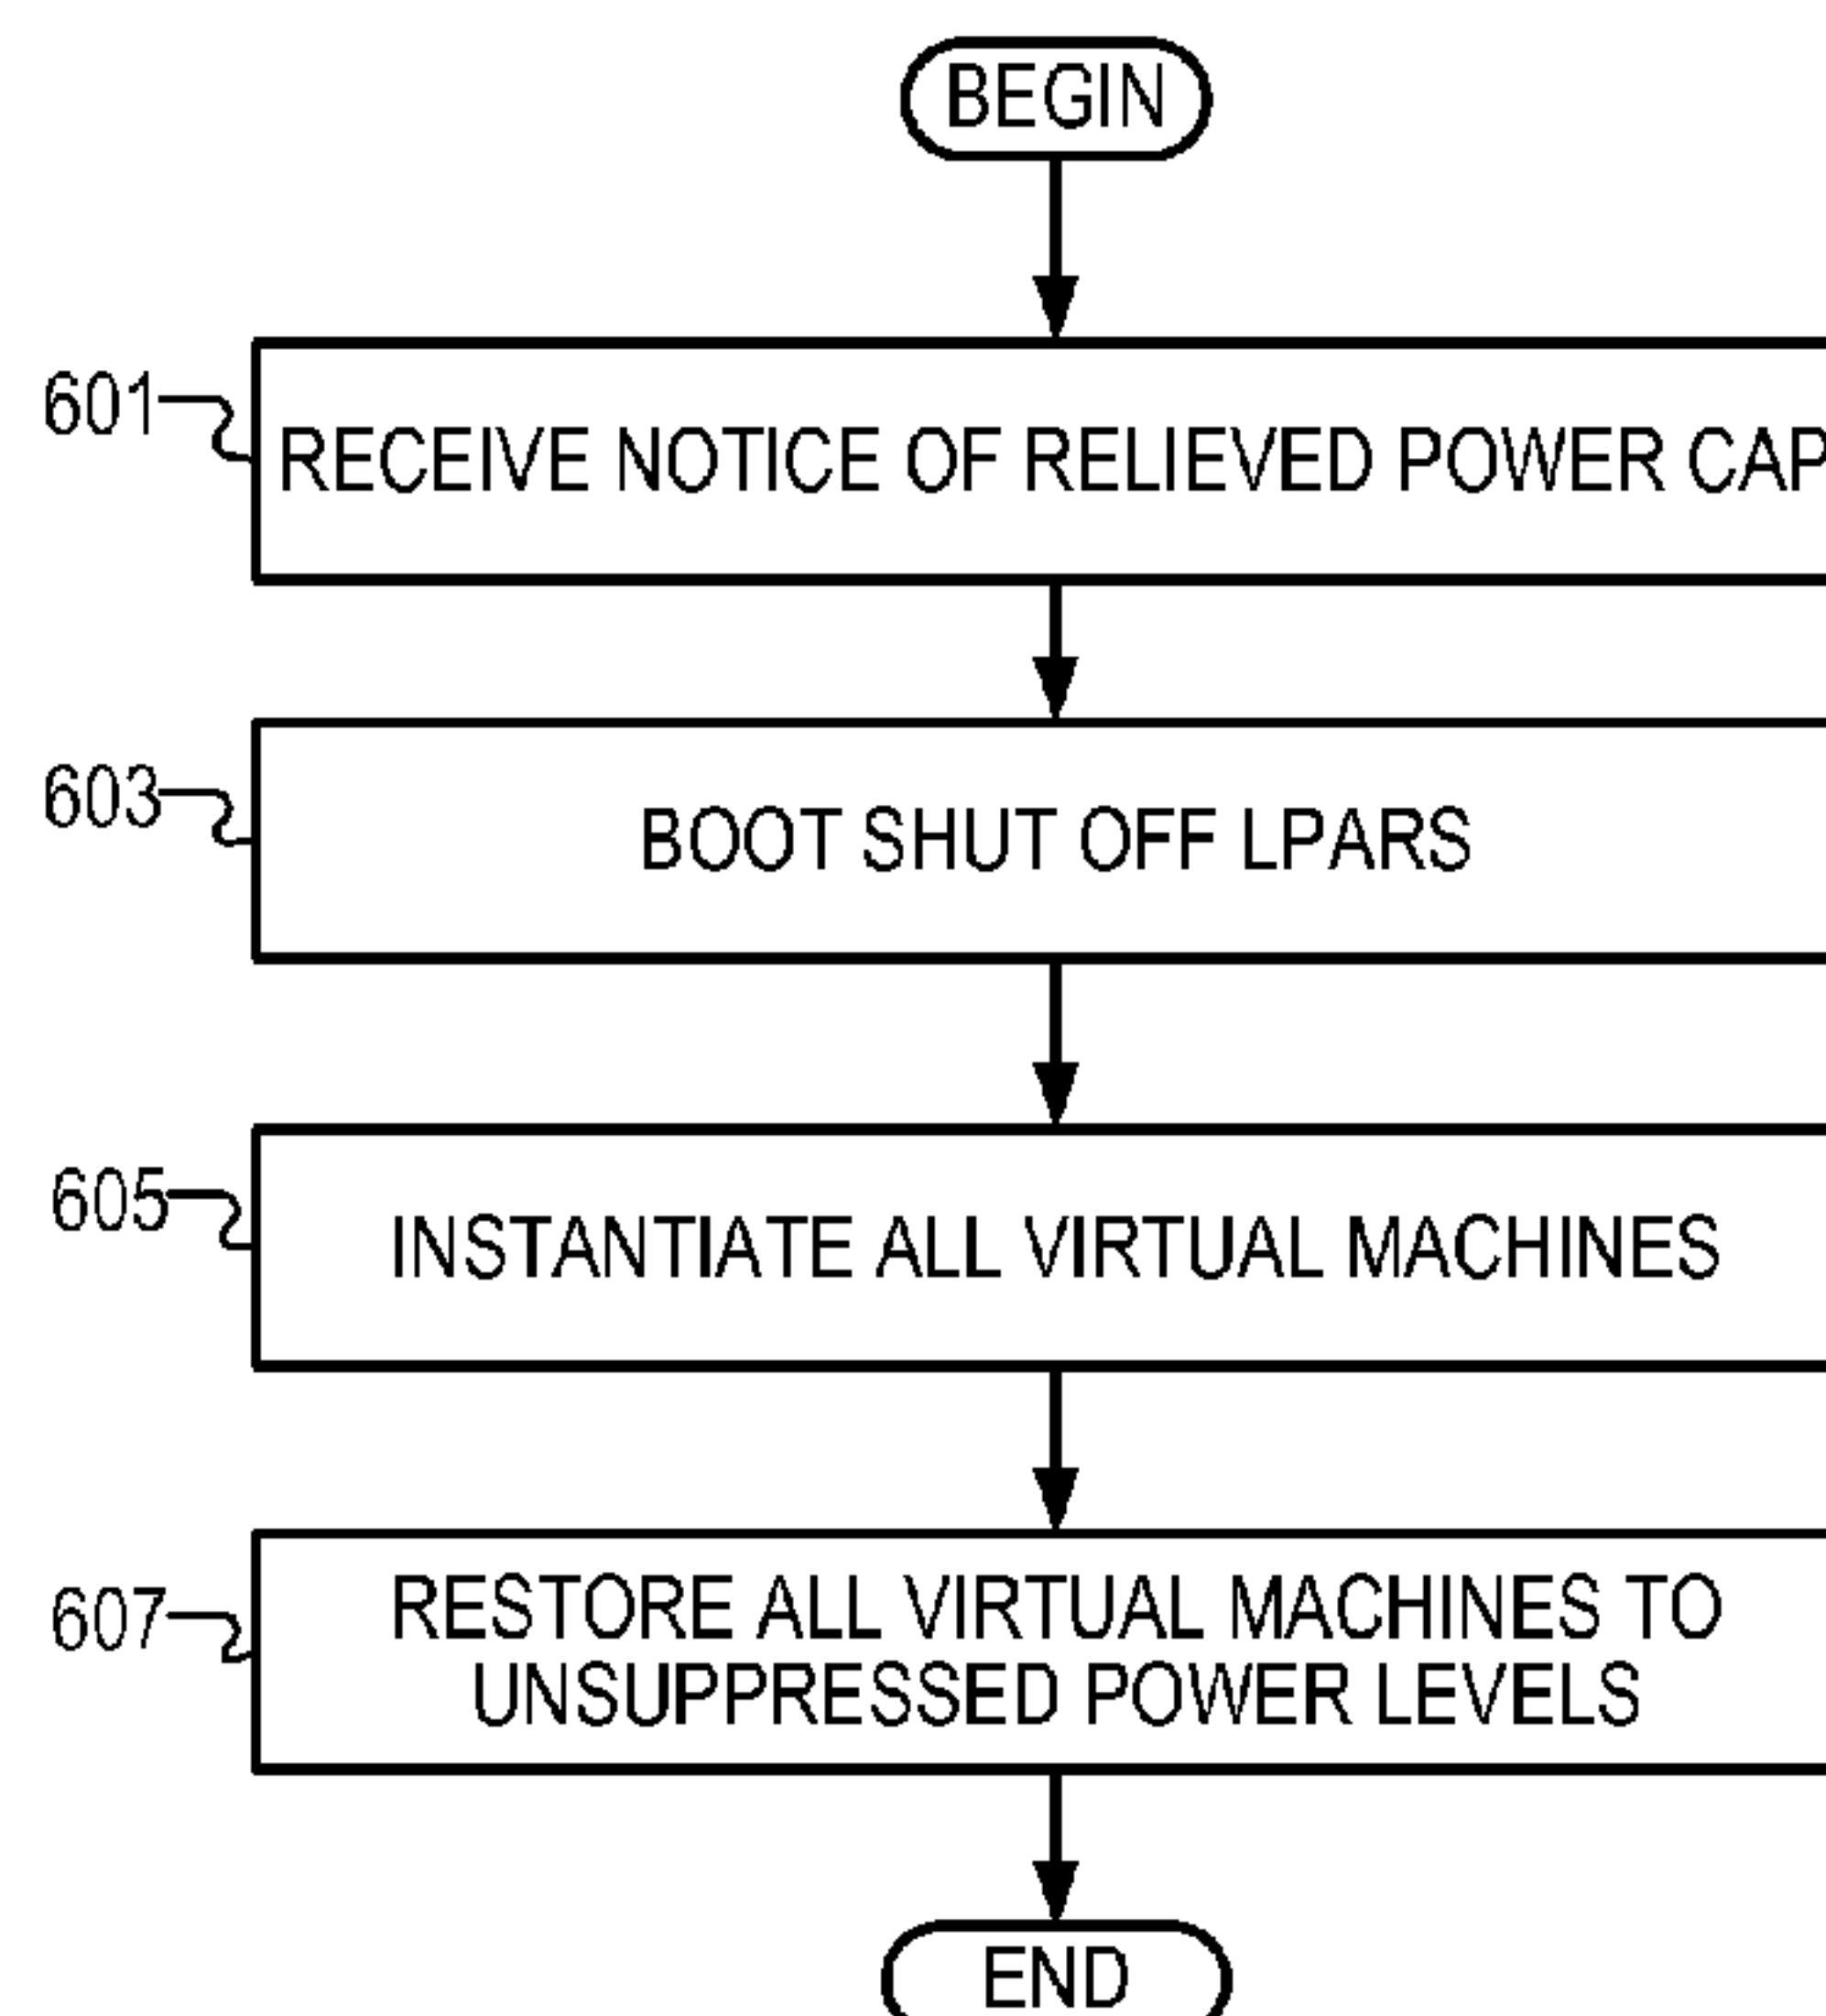 BEGIN
601
RECEIVE NOTICE OF RELIEVED POWER CAP
603
BOOT SHUT OFF LPARS
605
INSTANTIATE ALL VIRTUAL MACHINES
607
RESTORE ALL VIRTUAL MACHINES TO
UNSUPPRESSED POWER LEVELS
END